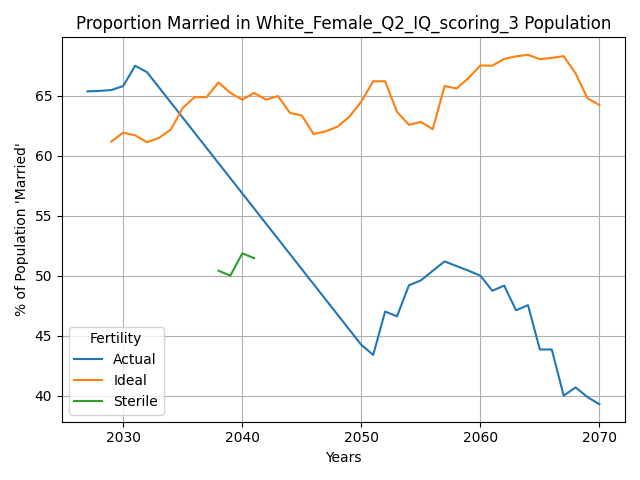 Proportion Married in White_Female_Q2_IQ_scoring_3 Population
% of Population 'Married'
65
60
55
50
45
40
Fertility
Actual
Ideal
Sterile
2030 2040 2050 2060 2070
Years